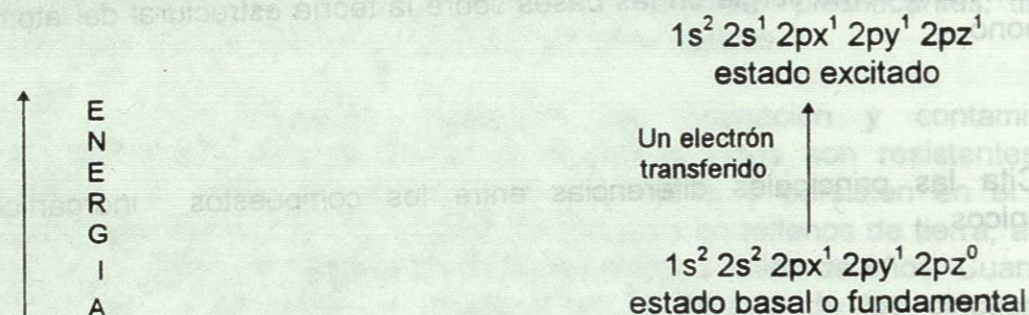 1s² 2s¹ 2px¹ 2py¹ 2pz¹
estado excitado
E
N
E
R
G
I
A
Un electrón
transferido
1s² 2s² 2px¹ 2py¹ 2pz⁰
estado basal o fundamental